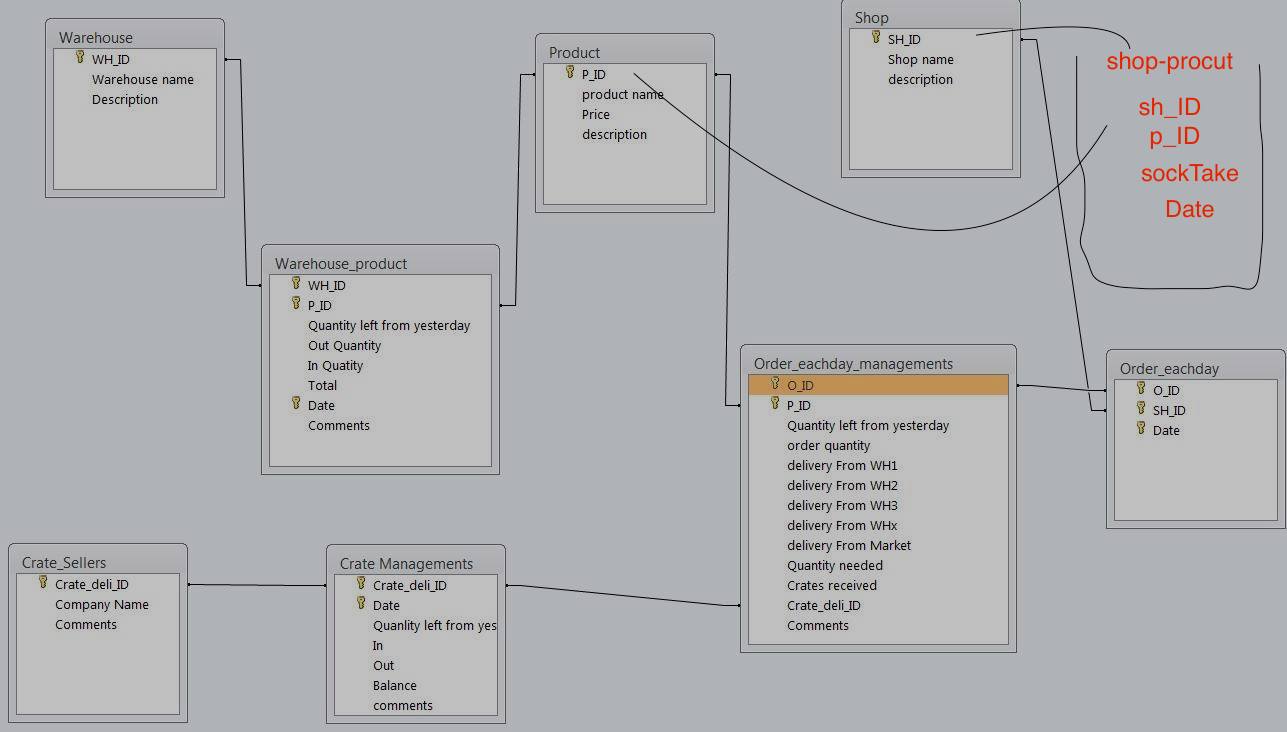 Warehouse
WH_ID
Warehouse name
Description
Product
P_ID
product name
Price
description
Shop
SH_ID
Shop name
description
shop-procut
sh_ID
p_ID
sockTake
Date
Warehouse_product
WH_ID
P_ID
Quantity left from yesterday
Out Quantity
In Quatity
Total
Date
Comments
Order_eachday_managements
O_ID
P_ID
Quantity left from yesterday
order quantity
delivery From WH1
delivery From WH2
delivery From WH3
delivery From WHx
delivery From Market
Quantity needed
Crates received
Crate_deli_ID
Comments
Order_eachday
O_ID
SH_ID
Date
Crate_Sellers
Crate_deli_ID
Company Name
Comments
Crate Managements
Crate_deli_ID
Date
Quanlity left from yes
In
Out
Balance
comments